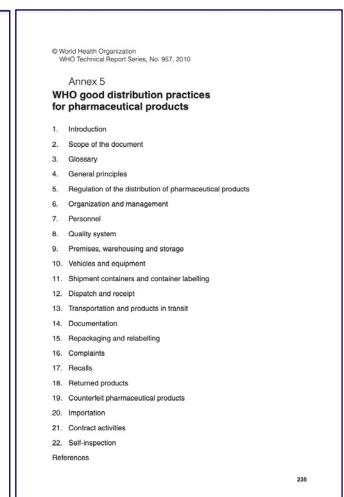 © World Health Organization
WHO Technical Report Series, No. 957, 2010
Annex 5
WHO good distribution practices
for pharmaceutical products
1. Introduction
2. Scope of the document
3. Glossary
4. General principles
5. Regulation of the distribution of pharmaceutical products
6. Organization and management
7. Personnel
8. Quality system
9. Premises, warehousing and storage
10. Vehicles and equipment
11. Shipment containers and container labelling
12. Dispatch and receipt
13. Transportation and products in transit
14. Documentation
15. Repackaging and relabelling
16. Complaints
17. Recalls
18. Returned products
19. Counterfeit pharmaceutical products
20. Importation
21. Contract activities
22. Self-inspection
References
235